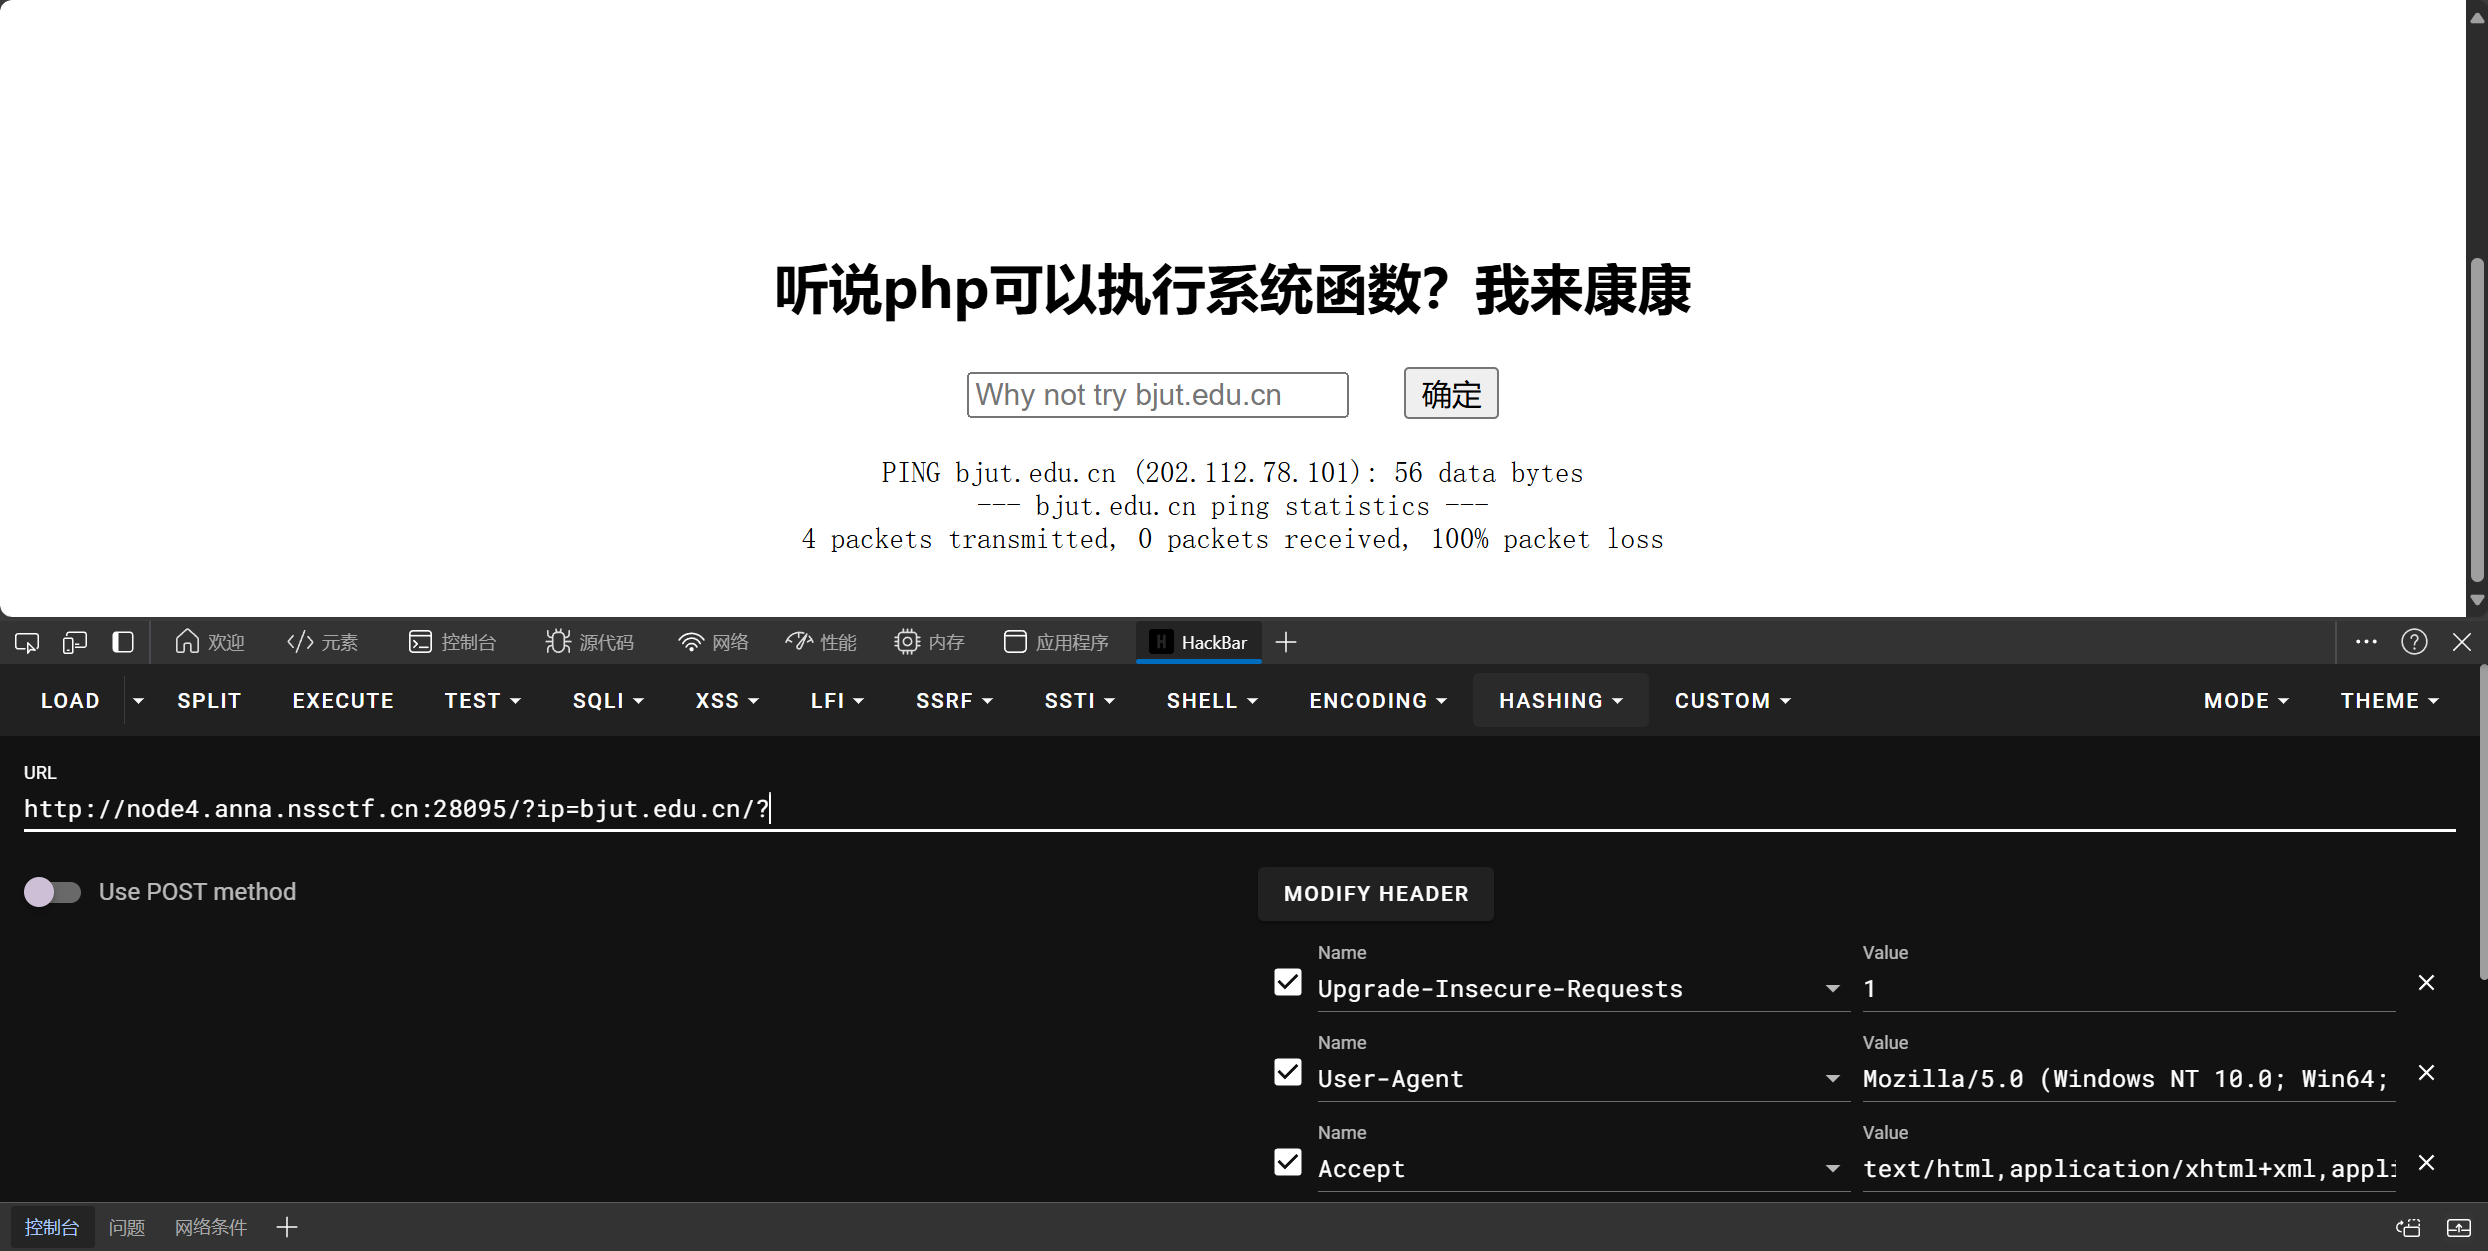 听说php可以执行系统函数？我来康康
Why not try bjut.edu.cn 确定
PING bjut.edu.cn (202.112.78.101): 56 data bytes
--- bjut.edu.cn ping statistics ---
4 packets transmitted, 0 packets received, 100% packet loss
欢迎 元素 控制台 源代码 网络 性能 内存 应用程序 HackBar
LOAD SPLIT EXECUTE TEST SQLI XSS LFI SSRF SSTI SHELL ENCODING HASHING CUSTOM MODE THEME
URL
http://node4.anna.nssctf.cn:28095/?ip=bjut.edu.cn/?
Use POST method
MODIFY HEADER
Name Value
Upgrade-Insecure-Requests 1
Name Value
User-Agent Mozilla/5.0 (Windows NT 10.0; Win64;
Name Value
Accept text/html,application/xhtml+xml,appli
控制台 问题 网络条件